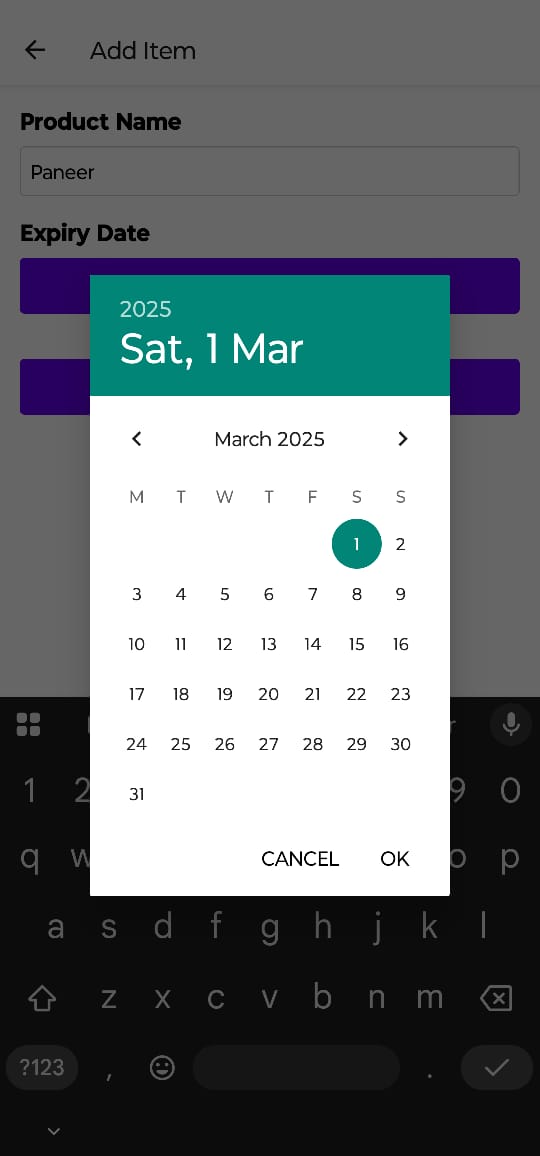 Add Item
Product Name
Paneer
Expiry Date
2025
Sat, 1 Mar
March 2025
M T W T F S S
1 2
3 4 5 6 7 8 9
10 11 12 13 14 15 16
17 18 19 20 21 22 23
24 25 26 27 28 29 30
31
CANCEL OK
1 2 9 0
q w o p
a s d f g h j k l
z x c v b n m
?123 , .